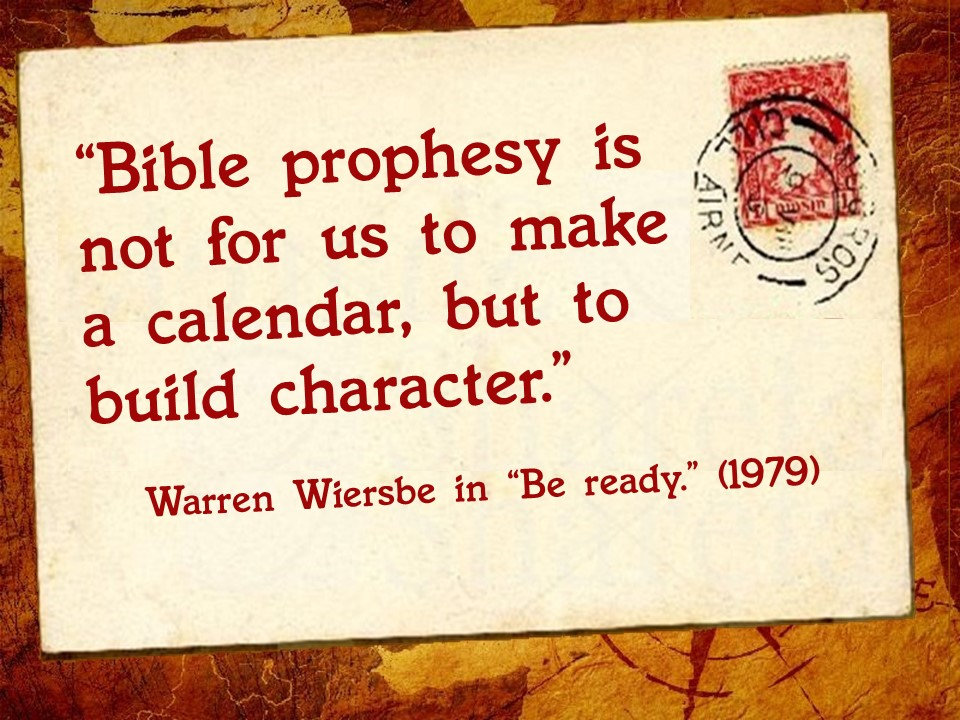 “Bible prophesy is
not for us to make
a calendar, but to
build character.”
Warren Wiersbe in “Be ready.” (1979)